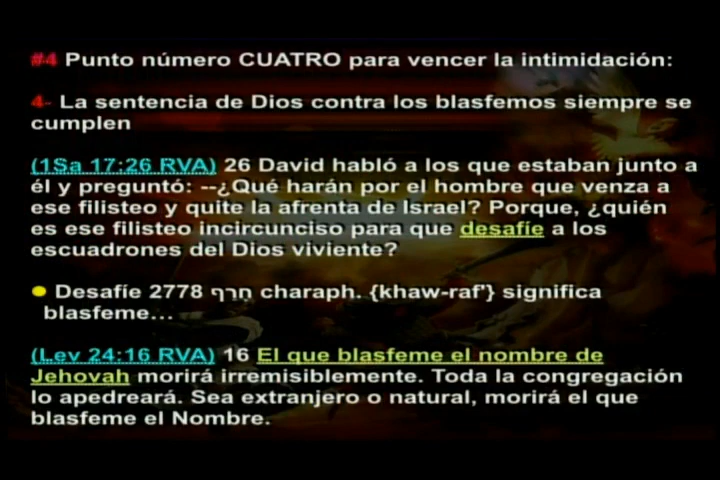 #4 Punto número CUATRO para vencer la intimidación:
4- La sentencia de Dios contra los blasfemos siempre se
cumplen
(1Sa 17:26 RVA) 26 David habló a los que estaban junto a
él y preguntó: --¿Qué harán por el hombre que venza a
ese filisteo y quite la afrenta de Israel? Porque, ¿quién
es ese filisteo incircunciso para que desafíe a los
escuadrones del Dios viviente?
● Desafíe 2778 חָרַף charaph. {khaw-raf'} significa
blasfeme...
(Lev 24:16 RVA) 16 El que blasfeme el nombre de
Jehovah morirá irremisiblemente. Toda la congregación
lo apedreará. Sea extranjero o natural, morirá el que
blasfeme el Nombre.